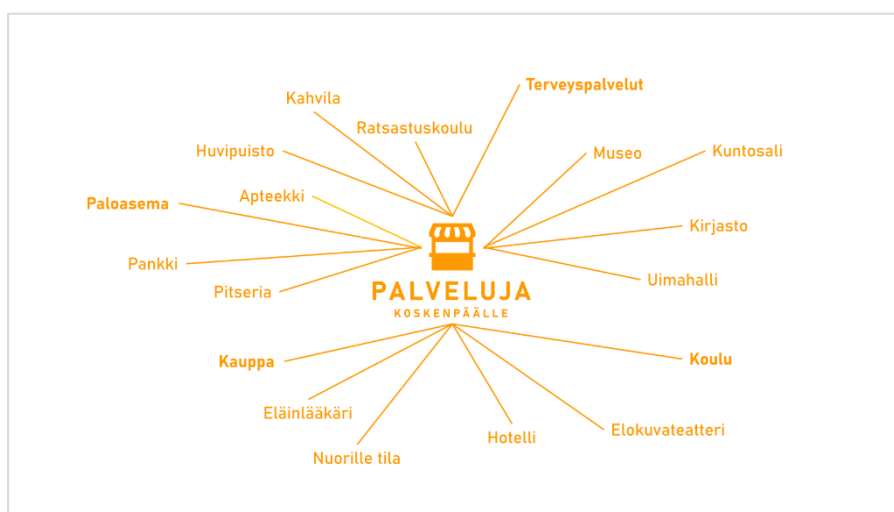 Terveyspalvelut
Kahvila
Ratsastuskoulu
Huvipuisto
Museo
Kuntosali
Apteekki
Paloasema
Kirjasto
Pankki
Uimahalli
Pitseria
PALVELUJA
KOSKENPÄÄLLE
Kauppa
Koulu
Eläinlääkäri
Elokuvateatteri
Hotelli
Nuorille tila